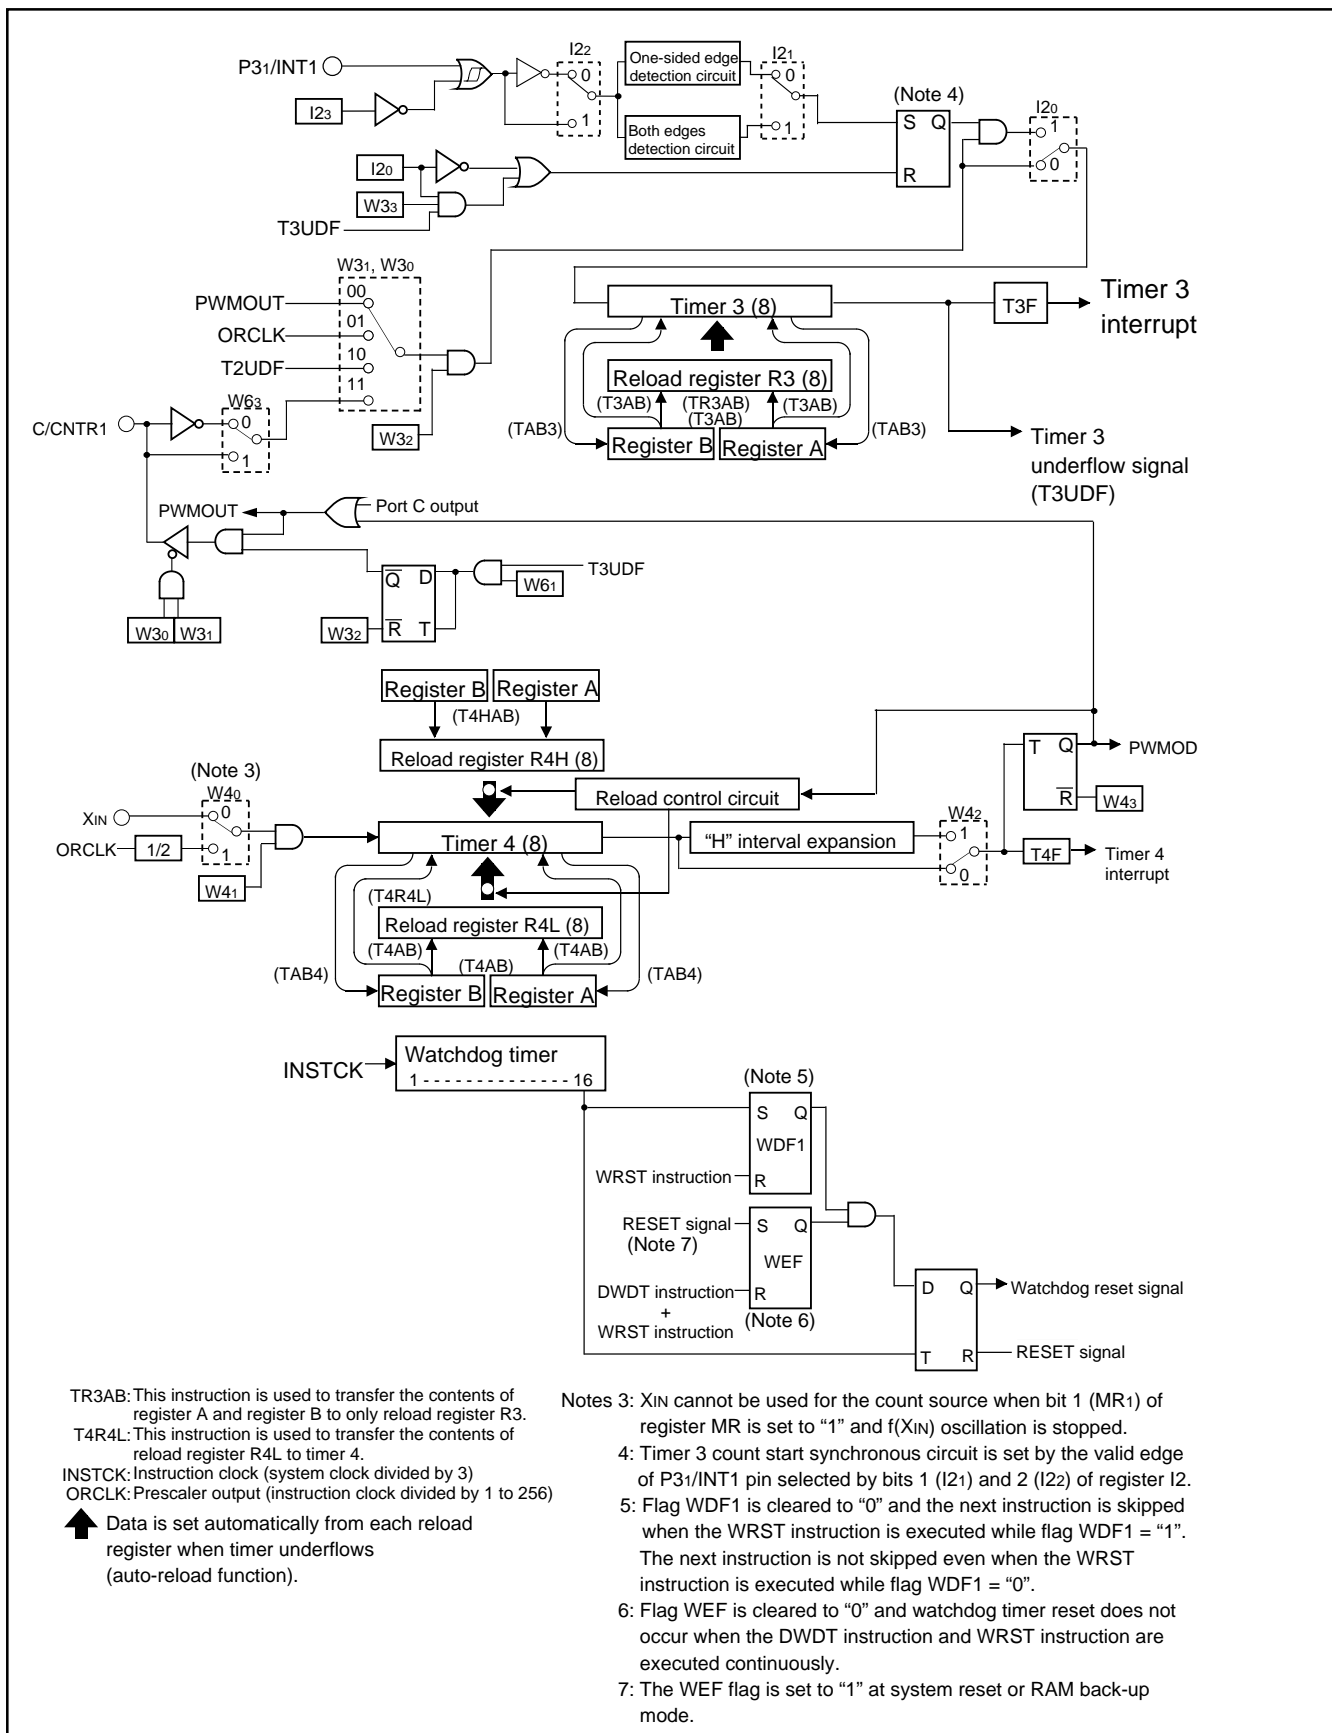 P31/INT1
I23
I22
0
1
One-sided edge
detection circuit
Both edges
detection circuit
I21
0
1
(Note 4)
S Q
R
I20
1
0
I20
W33
T3UDF
W31, W30
PWMOUT
00
ORCLK
01
T2UDF
10
11
W32
C/CNTR1
W63
0
1
Timer 3 (8)
T3F
Timer 3
interrupt
Reload register R3 (8)
(T3AB) (TR3AB) (T3AB)
(T3AB)
(TAB3) Register B Register A (TAB3)
Timer 3
underflow signal
(T3UDF)
PWMOUT
Port C output
Q D
R T
T3UDF
W61
W32
W30 W31
Register B Register A
(T4HAB)
Reload register R4H (8)
Reload control circuit
T Q
R
PWMOD
W43
(Note 3)
W40
XIN
0
ORCLK
1/2
1
W41
Timer 4 (8)
“H” interval expansion
W42
1
0
T4F
Timer 4
interrupt
(T4R4L)
Reload register R4L (8)
(T4AB) (T4AB)
(T4AB)
(TAB4) Register B Register A (TAB4)
INSTCK
Watchdog timer
1 - - - - - - - - - - - - - - 16
(Note 5)
S Q
WDF1
WRST instruction
R
RESET signal
(Note 7)
S Q
WEF
DWDT instruction
+
WRST instruction
R
(Note 6)
D Q
Watchdog reset signal
T R
RESET signal
TR3AB: This instruction is used to transfer the contents of
register A and register B to only reload register R3.
T4R4L: This instruction is used to transfer the contents of
reload register R4L to timer 4.
INSTCK: Instruction clock (system clock divided by 3)
ORCLK: Prescaler output (instruction clock divided by 1 to 256)
Data is set automatically from each reload
register when timer underflows
(auto-reload function).
Notes 3: XIN cannot be used for the count source when bit 1 (MR1) of
register MR is set to “1” and f(XIN) oscillation is stopped.
4: Timer 3 count start synchronous circuit is set by the valid edge
of P31/INT1 pin selected by bits 1 (I21) and 2 (I22) of register I2.
5: Flag WDF1 is cleared to “0” and the next instruction is skipped
when the WRST instruction is executed while flag WDF1 = “1”.
The next instruction is not skipped even when the WRST
instruction is executed while flag WDF1 = “0”.
6: Flag WEF is cleared to “0” and watchdog timer reset does not
occur when the DWDT instruction and WRST instruction are
executed continuously.
7: The WEF flag is set to “1” at system reset or RAM back-up
mode.